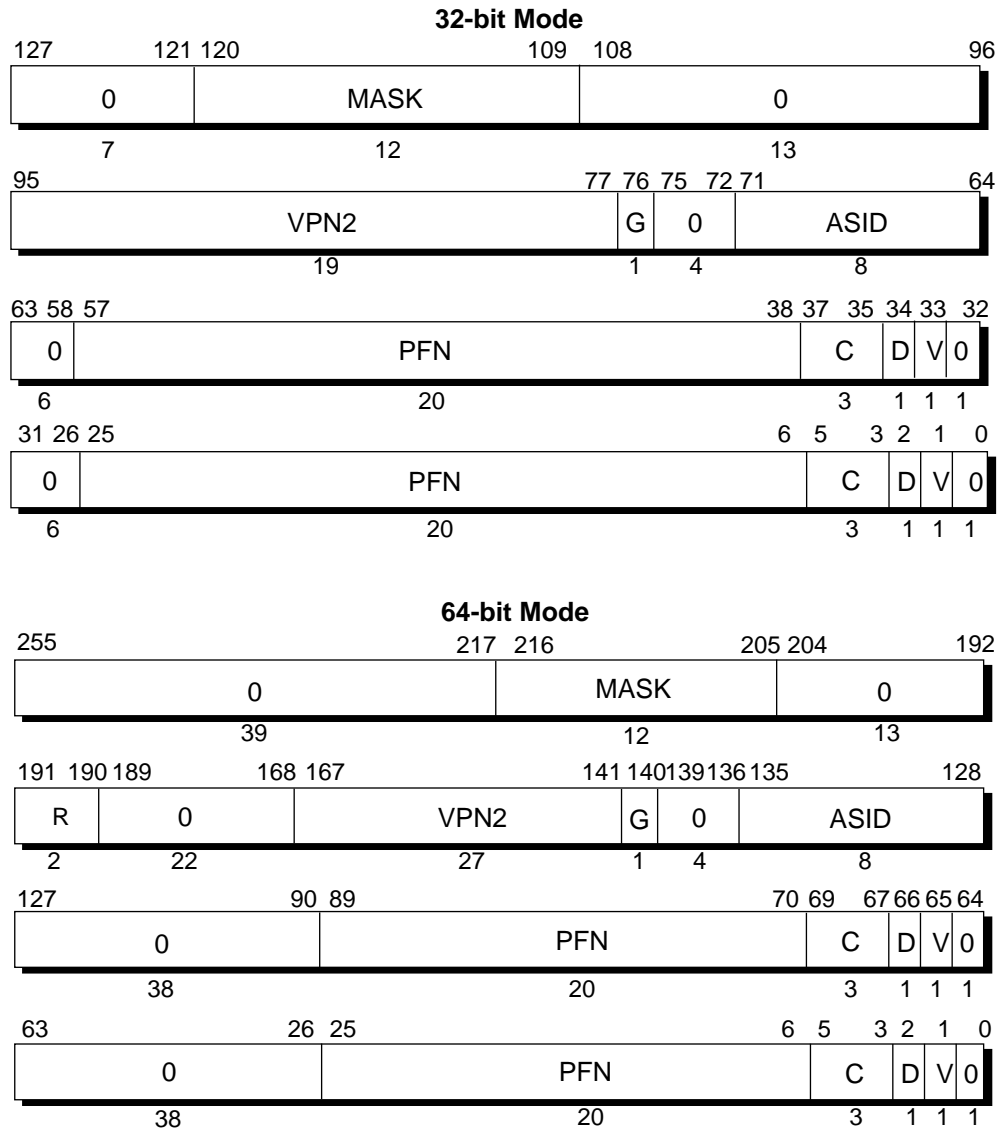 32-bit Mode
127 121 120 109 108 96
0 MASK 0
7 12 13
95 77 76 75 72 71 64
VPN2 G 0 ASID
19 1 4 8
63 58 57 38 37 35 34 33 32
0 PFN C D V 0
6 20 3 1 1 1
31 26 25 6 5 3 2 1 0
0 PFN C D V 0
6 20 3 1 1 1
64-bit Mode
255 217 216 205 204 192
0 MASK 0
39 12 13
191 190 189 168 167 141 140 139 136 135 128
R 0 VPN2 G 0 ASID
2 22 27 1 4 8
127 90 89 70 69 67 66 65 64
0 PFN C D V 0
38 20 3 1 1 1
63 26 25 6 5 3 2 1 0
0 PFN C D V 0
38 20 3 1 1 1